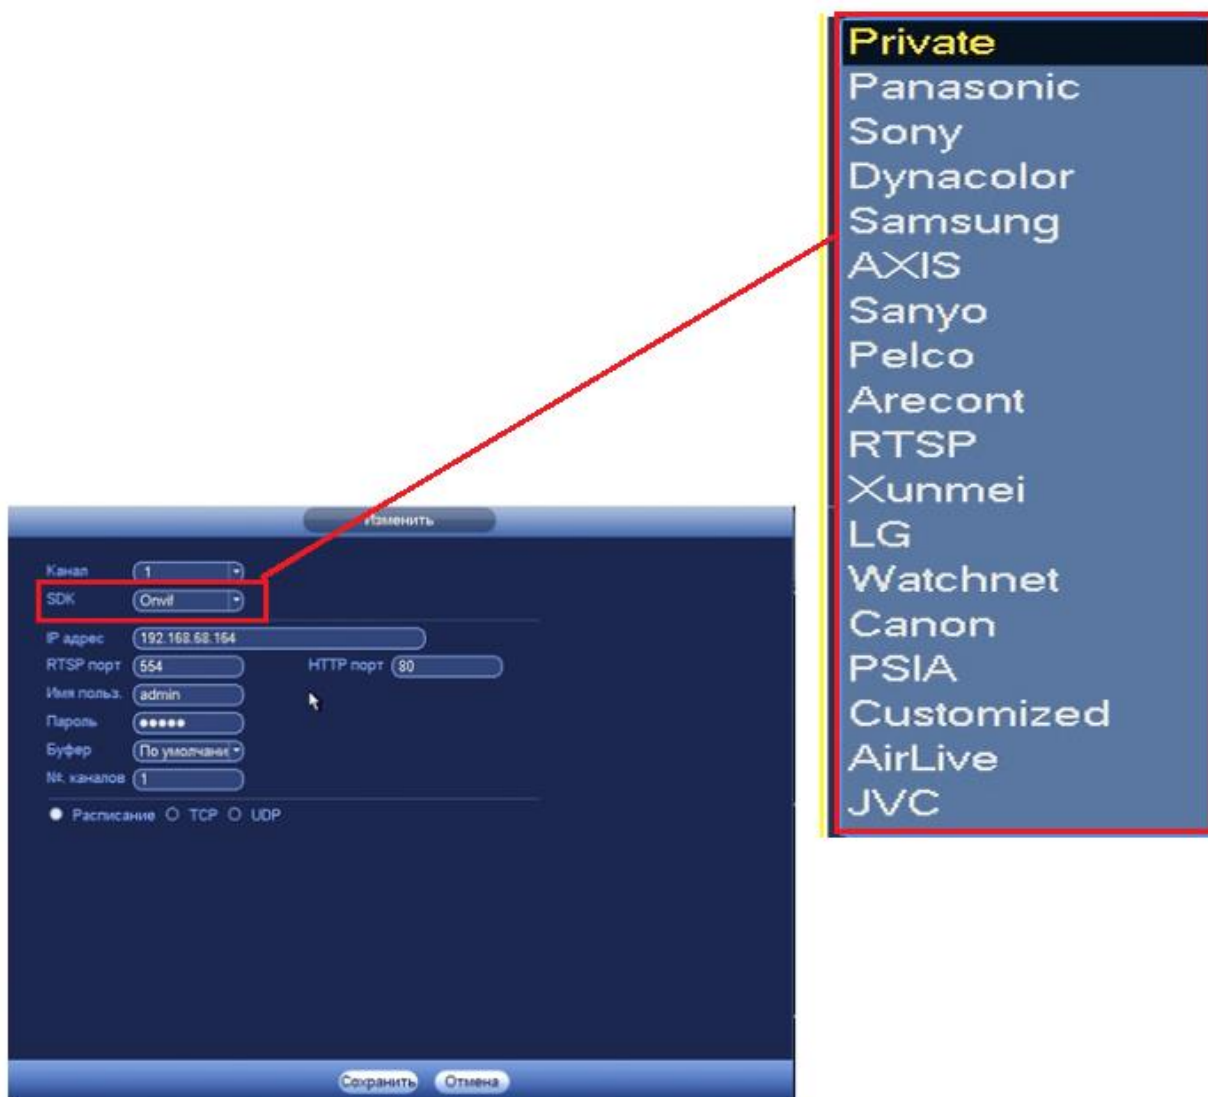 Private
Panasonic
Sony
Dynacolor
Samsung
AXIS
Sanyo
Pelco
Arecont
RTSP
Xunmei
LG
Watchnet
Canon
PSIA
Customized
AirLive
JVC
Изменить
Канал 1
SDK Onvif
IP адрес 192.168.68.164
RTSP порт 554 HTTP порт 80
Имя польз. admin
Пароль •••••
Буфер По умолчани
№. каналов 1
Расписание TCP UDP
Сохранить Отмена